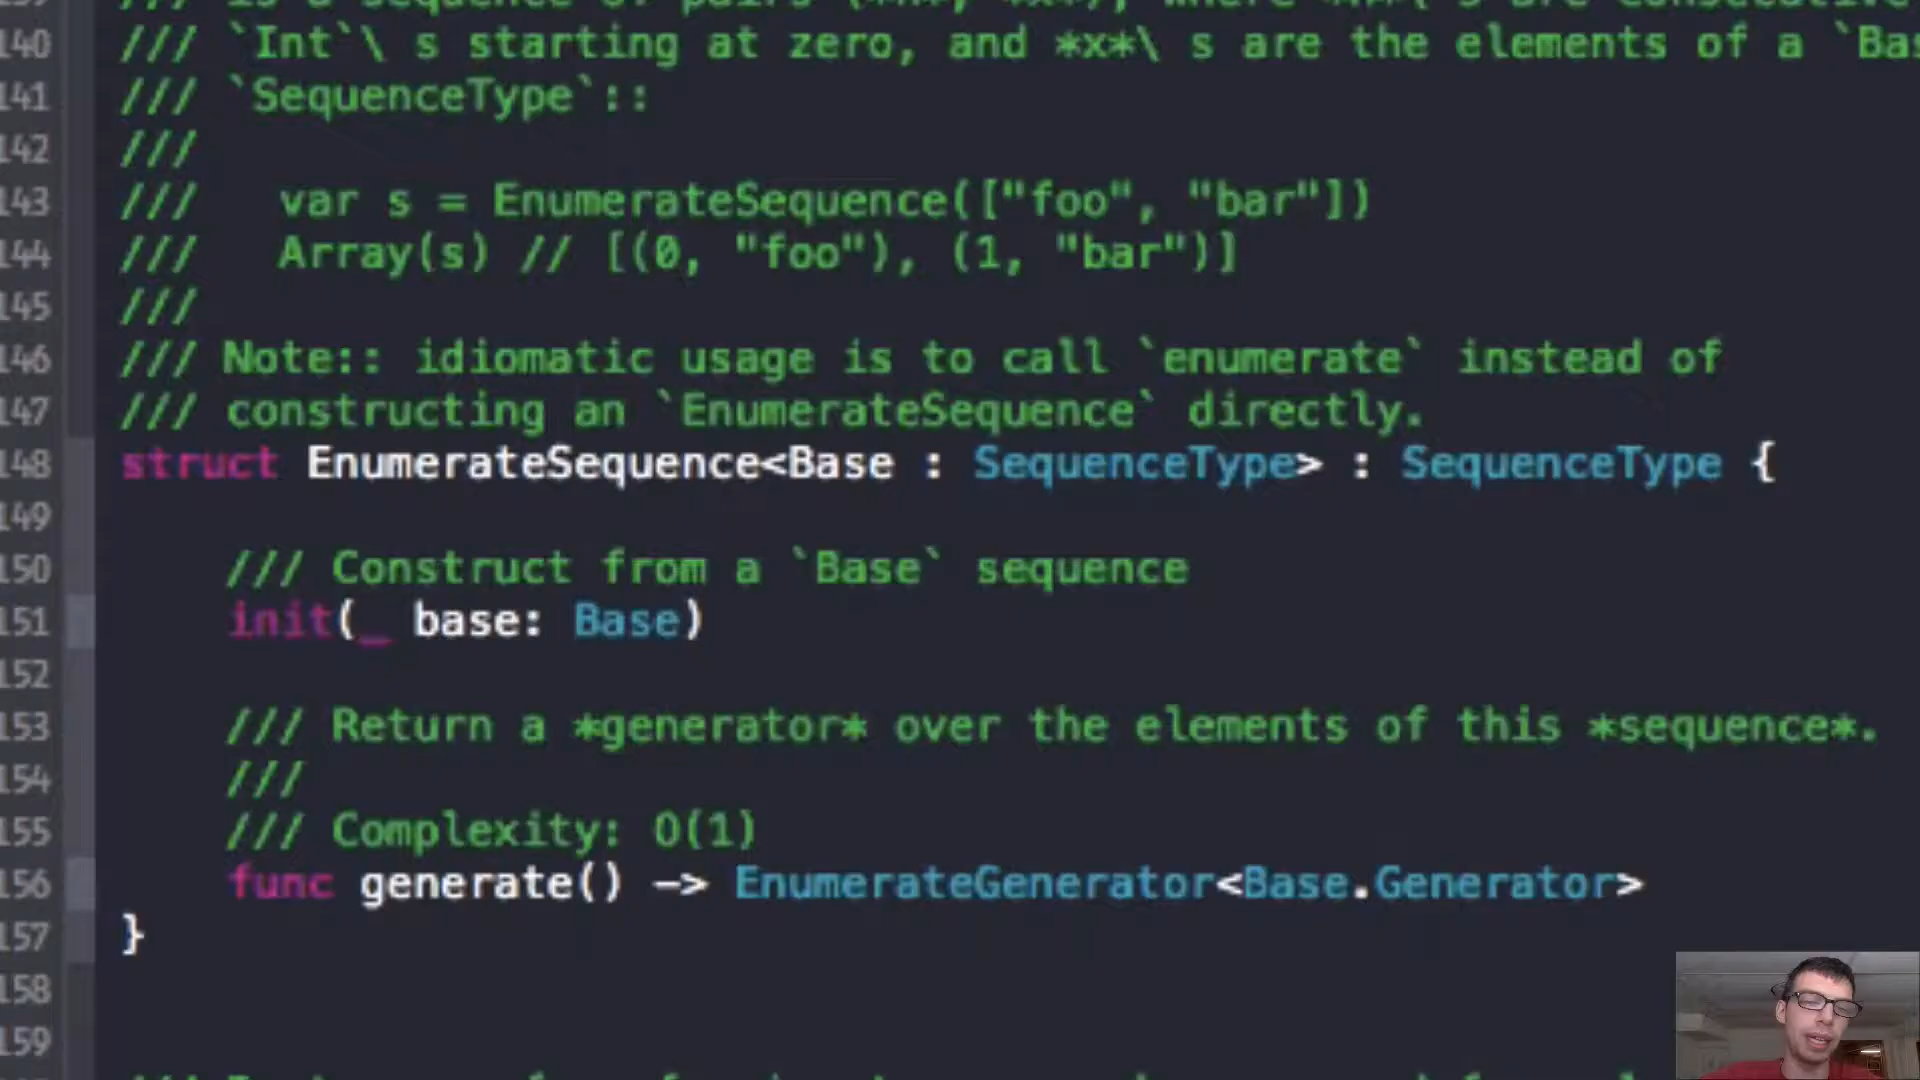 140 /// `Int`\ s starting at zero, and *x*\ s are the elements of a
141 /// `SequenceType`::
142 ///
143 ///   var s = EnumerateSequence(["foo", "bar"])
144 ///   Array(s) // [(0, "foo"), (1, "bar")]
145 ///
146 /// Note:: idiomatic usage is to call `enumerate` instead of
147 /// constructing an `EnumerateSequence` directly.
148 struct EnumerateSequence<Base : SequenceType> : SequenceType {
149
150     /// Construct from a `Base` sequence
151     init(_ base: Base)
152
153     /// Return a *generator* over the elements of this *sequence*.
154     ///
155     /// Complexity: O(1)
156     func generate() -> EnumerateGenerator<Base.Generator>
157 }
158
159